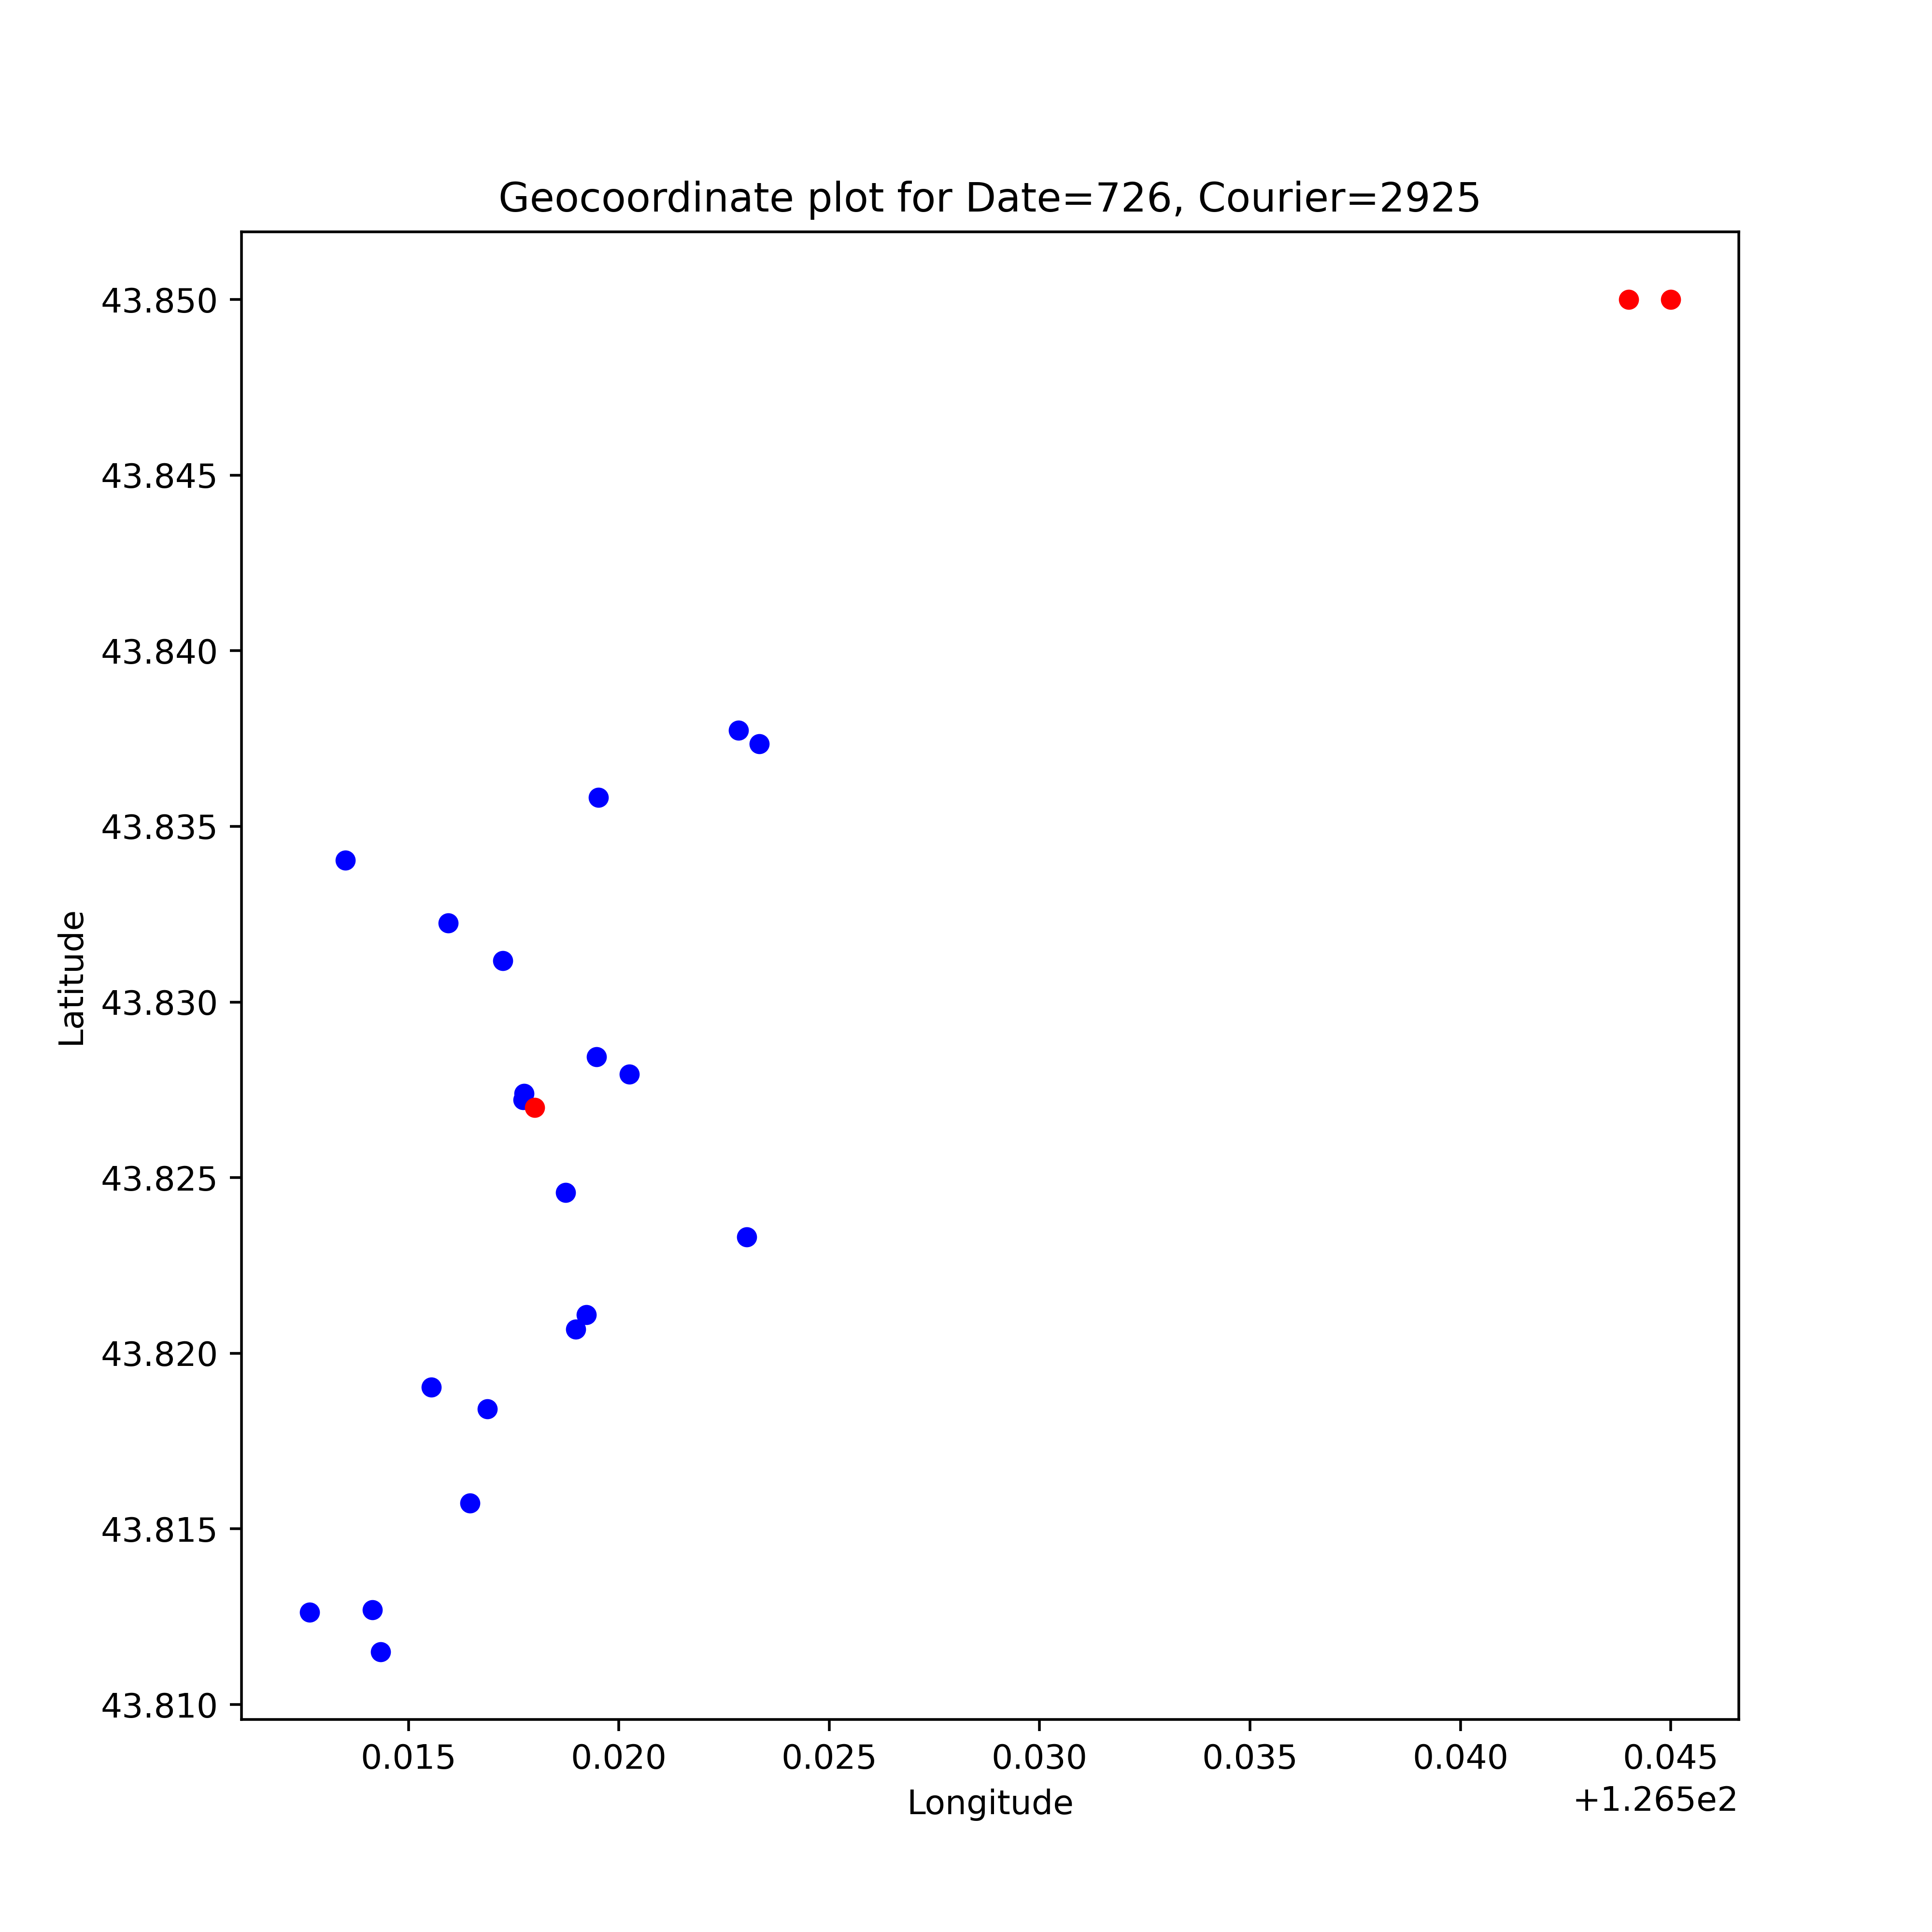 Geocoordinate plot for Date=726, Courier=2925
43.850
43.845
43.840
43.835
43.830
43.825
43.820
43.815
43.810
Latitude
0.015 0.020 0.025 0.030 0.035 0.040 0.045
+1.265e2
Longitude